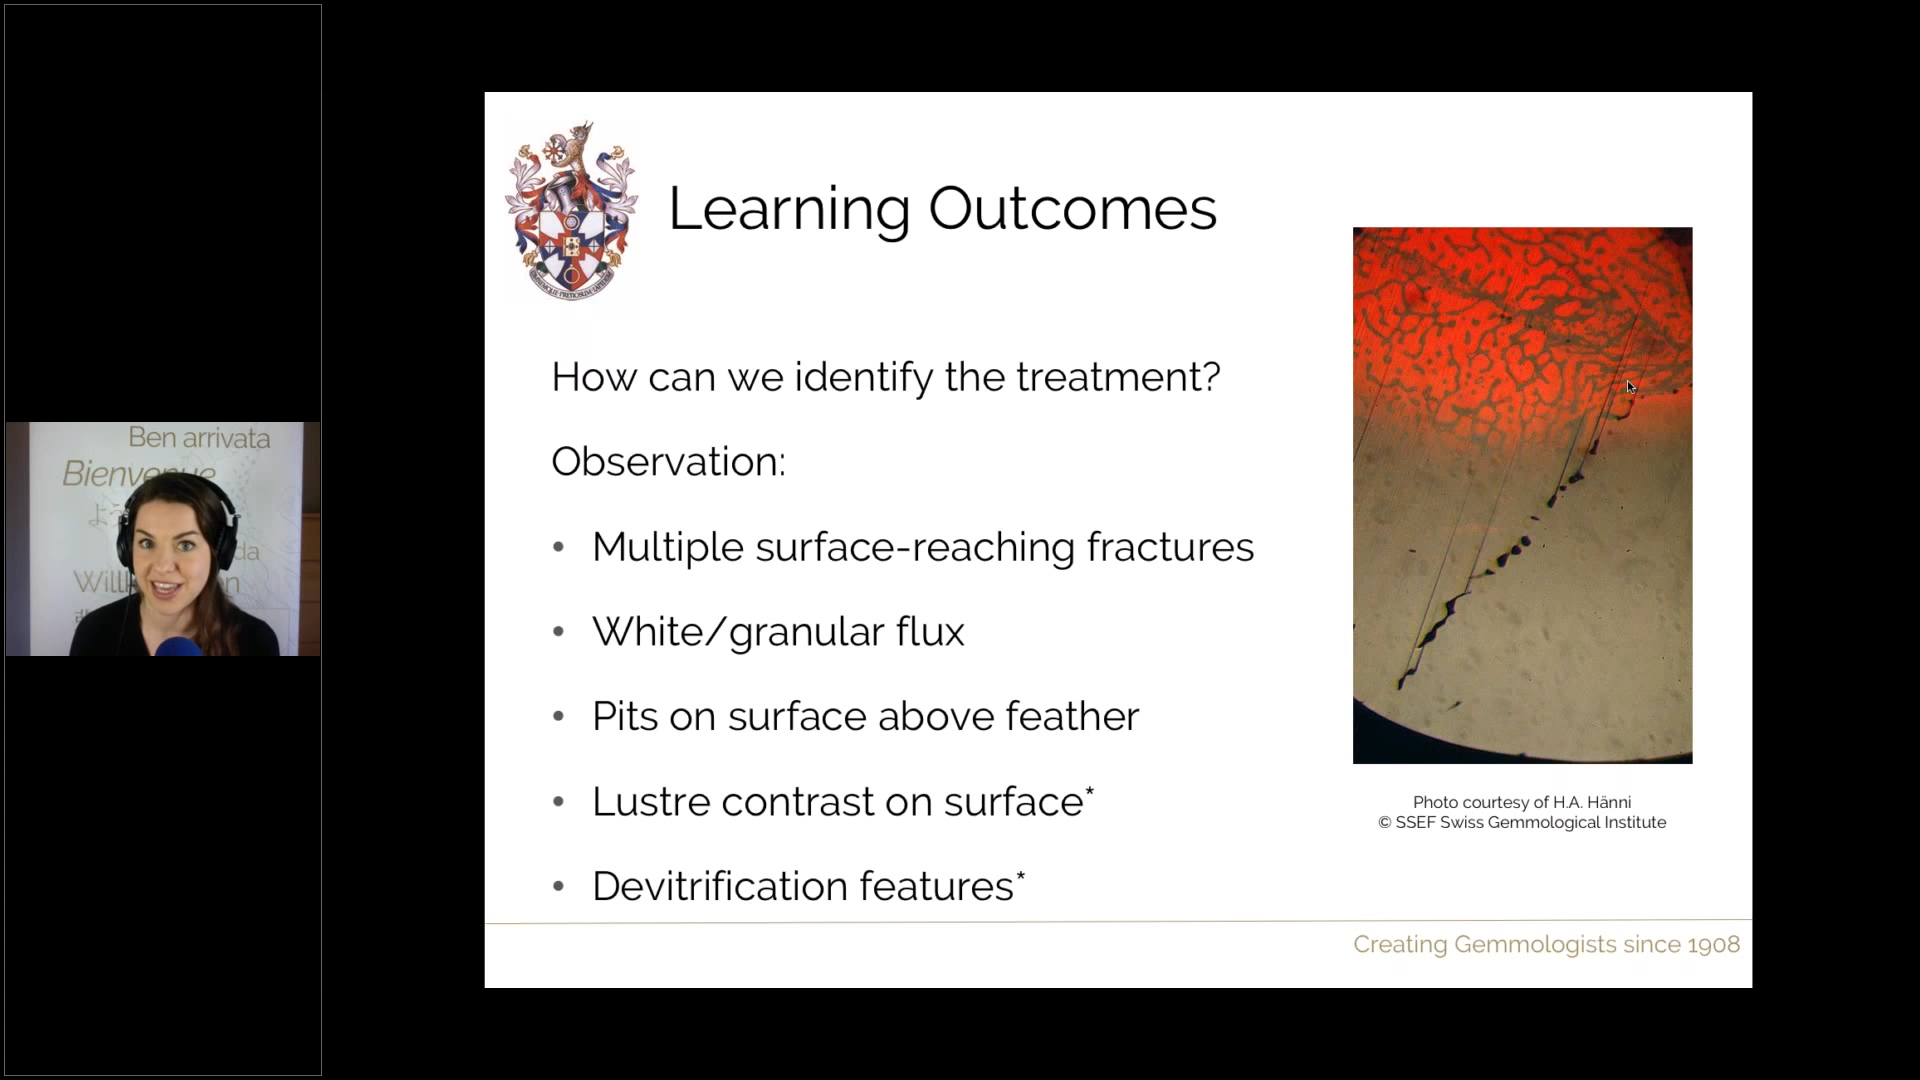 Ben arrivata
Bienvenue
Learning Outcomes
How can we identify the treatment?
Observation:
• Multiple surface-reaching fractures
• White/granular flux
• Pits on surface above feather
• Lustre contrast on surface*
• Devitrification features*
Photo courtesy of H.A. Hänni
© SSEF Swiss Gemmological Institute
Creating Gemmologists since 1908